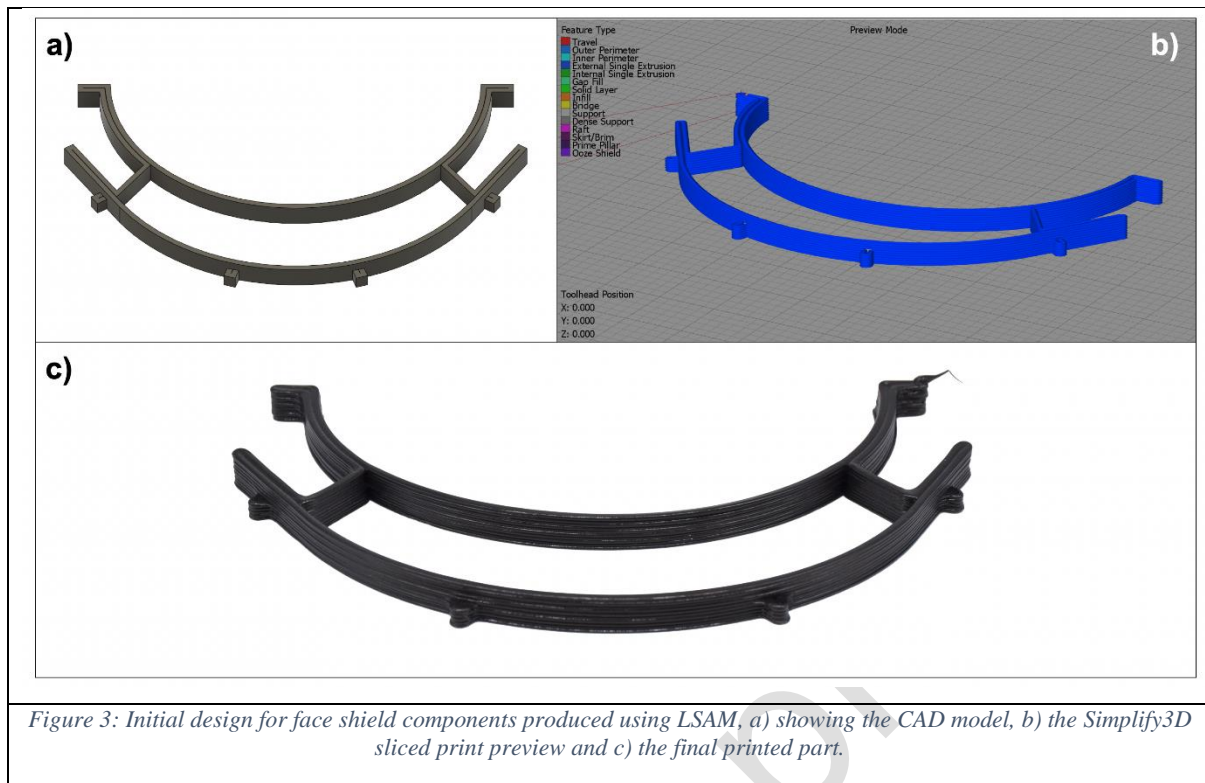 a)
Feature Type
Travel
Outer Perimeter
Inner Perimeter
External Single Extrusion
Internal Single Extrusion
Gap Fill
Solid Layer
Infill
Bridge
Support
Dense Support
Raft
Skirt/Brim
Prime Pillar
Ooze Shield
Preview Mode
b)
Toolhead Position
X: 0.000
Y: 0.000
Z: 0.000
c)
Figure 3: Initial design for face shield components produced using LSAM, a) showing the CAD model, b) the Simplify3D
sliced print preview and c) the final printed part.